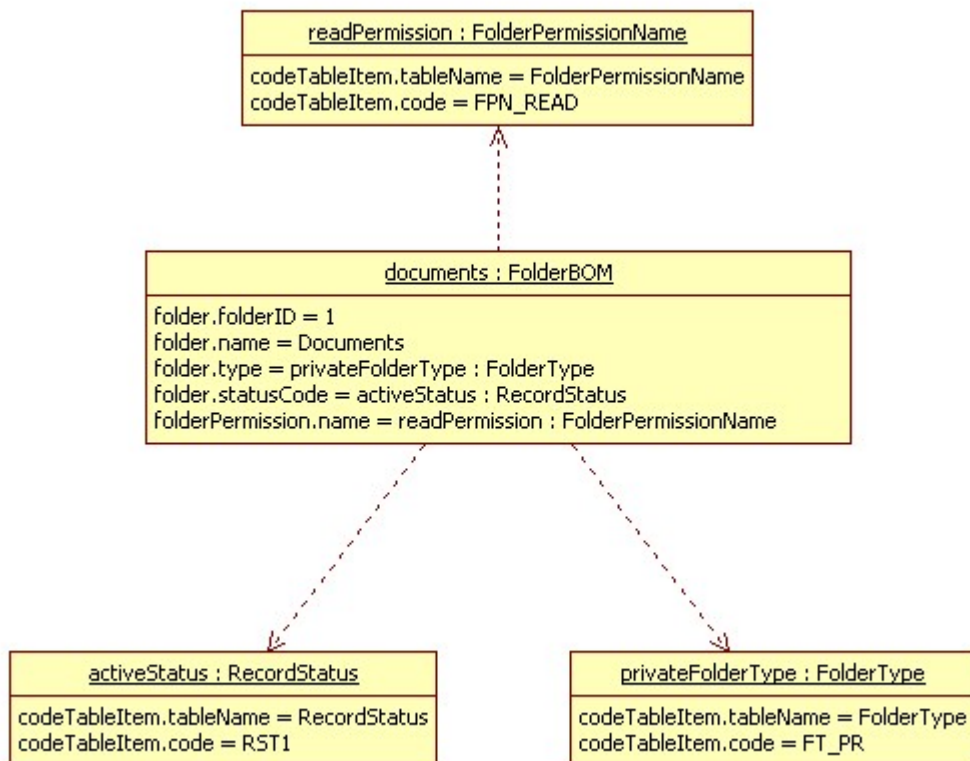 readPermission : FolderPermissionName
codeTableItem.tableName = FolderPermissionName
codeTableItem.code = FPN_READ
documents : FolderBOM
folder.folderID = 1
folder.name = Documents
folder.type = privateFolderType : FolderType
folder.statusCode = activeStatus : RecordStatus
folderPermission.name = readPermission : FolderPermissionName
activeStatus : RecordStatus
codeTableItem.tableName = RecordStatus
codeTableItem.code = RST1
privateFolderType : FolderType
codeTableItem.tableName = FolderType
codeTableItem.code = FT_PR